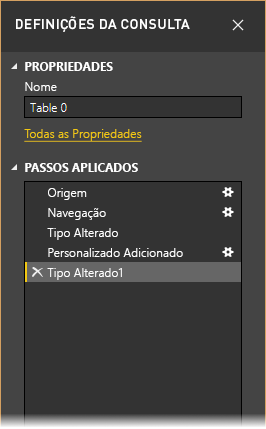 DEFINIÇÕES DA CONSULTA
PROPRIEDADES
Nome
Table 0
Todas as Propriedades
PASSOS APLICADOS
Origem
Navegação
Tipo Alterado
Personalizado Adicionado
Tipo Alterado1